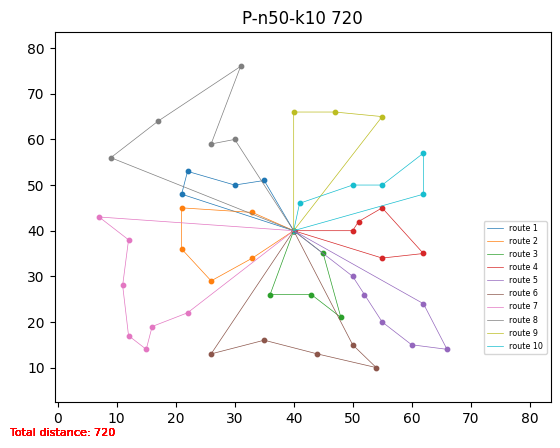 P-n50-k10 720
80
70
60
50
40
30
20
10
0 10 20 30 40 50 60 70 80
route 1
route 2
route 3
route 4
route 5
route 6
route 7
route 8
route 9
route 10
Total distance: 720